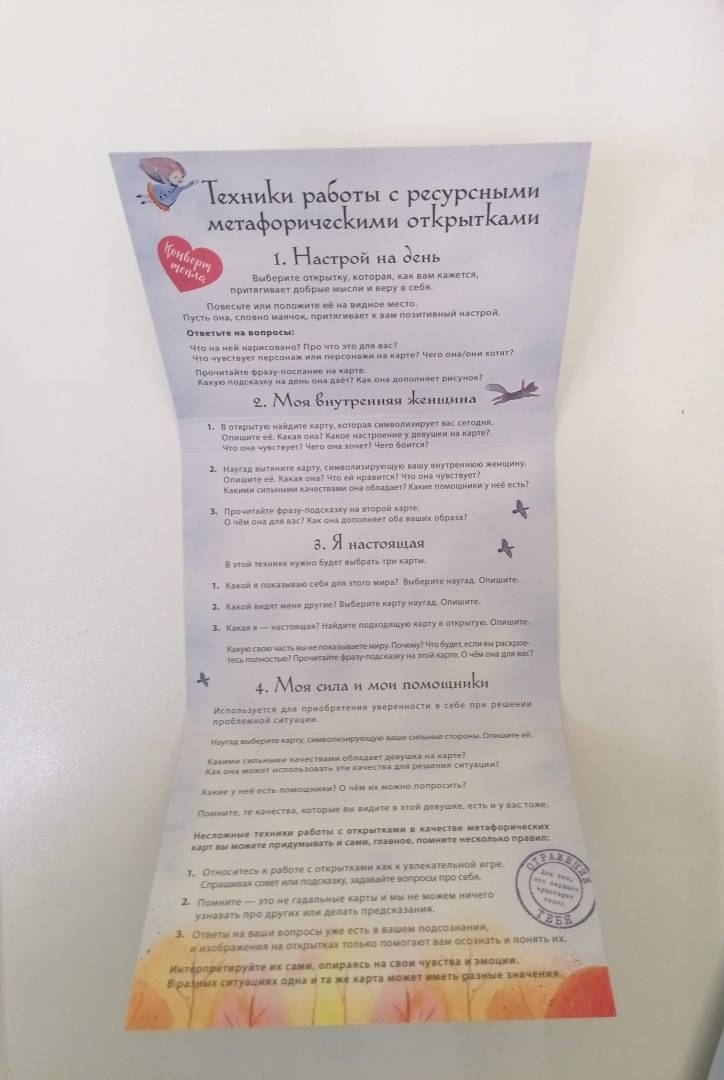 Техники работы с ресурсными
метафорическими открытками
Конверт
тепла
1. Настрой на день
Выберите открытку, которая, как вам кажется,
притягивает добрые мысли и веру в себя.
Повесьте или положите её на видное место.
Пусть она, словно маячок, притягивает к вам позитивный настрой.
Ответьте на вопросы:
Что на ней нарисовано? Про что это для вас?
Что чувствует персонаж или персонажи на карте? Чего она/они хотят?
Прочитайте фразу-послание на карте.
Какую подсказку на день она даёт? Как она дополняет рисунок?
2. Моя внутренняя женщина
1. В открытую найдите карту, которая символизирует вас сегодня.
Опишите её. Какая она? Какое настроение у девушки на карте?
Что она чувствует? Чего она хочет? Чего боится?
2. Наугад вытяните карту, символизирующую вашу внутреннюю женщину.
Опишите её. Какая она? Что ей нравится? Что она чувствует?
Какими сильными качествами она обладает? Какие помощники у неё есть?
3. Прочитайте фразу-подсказку на второй карте.
О чём она для вас? Как она дополняет оба ваших образа?
3. Я настоящая
В этой технике нужно будет выбрать три карты.
1. Какой я показываю себя для этого мира? Выберите наугад. Опишите.
2. Какой видят меня другие? Выберите карту наугад. Опишите.
3. Какая я — настоящая? Найдите подходящую карту в открытую. Опишите.
Какую свою часть вы не показываете миру. Почему? Что будет, если вы раскрое-
тесь полностью? Прочитайте фразу-подсказку на этой карте. О чём она для вас?
4. Моя сила и мои помощники
Используется для приобретения уверенности в себе при решении
проблемной ситуации.
Наугад выберите карту, символизирующую ваши сильные стороны. Опишите её.
Какими сильными качествами обладает девушка на карте?
Как она может использовать эти качества для решения ситуации?
Какие у неё есть помощники? О чём их можно попросить?
Помните, те качества, которые вы видите в этой девушке, есть и у вас тоже.
Несложные техники работы с открытками в качестве метафорических
карт вы можете придумывать и сами, главное, помните несколько правил:
1. Относитесь к работе с открытками как к увлекательной игре.
Спрашивая совет или подсказку, задавайте вопросы про себя.
2. Помните — это не гадальные карты и мы не можем ничего
узнавать про других или делать предсказания.
3. Ответы на ваши вопросы уже есть в вашем подсознании,
и изображения на открытках только помогают вам осознать и понять их.
ОТРАЖЕНИЕ
Для тех,
кто хорошо
чувствует
ТЕБЯ
Интерпретируйте их сами, опираясь на свои чувства и эмоции.
В разных ситуациях одна и та же карта может иметь разные значения.